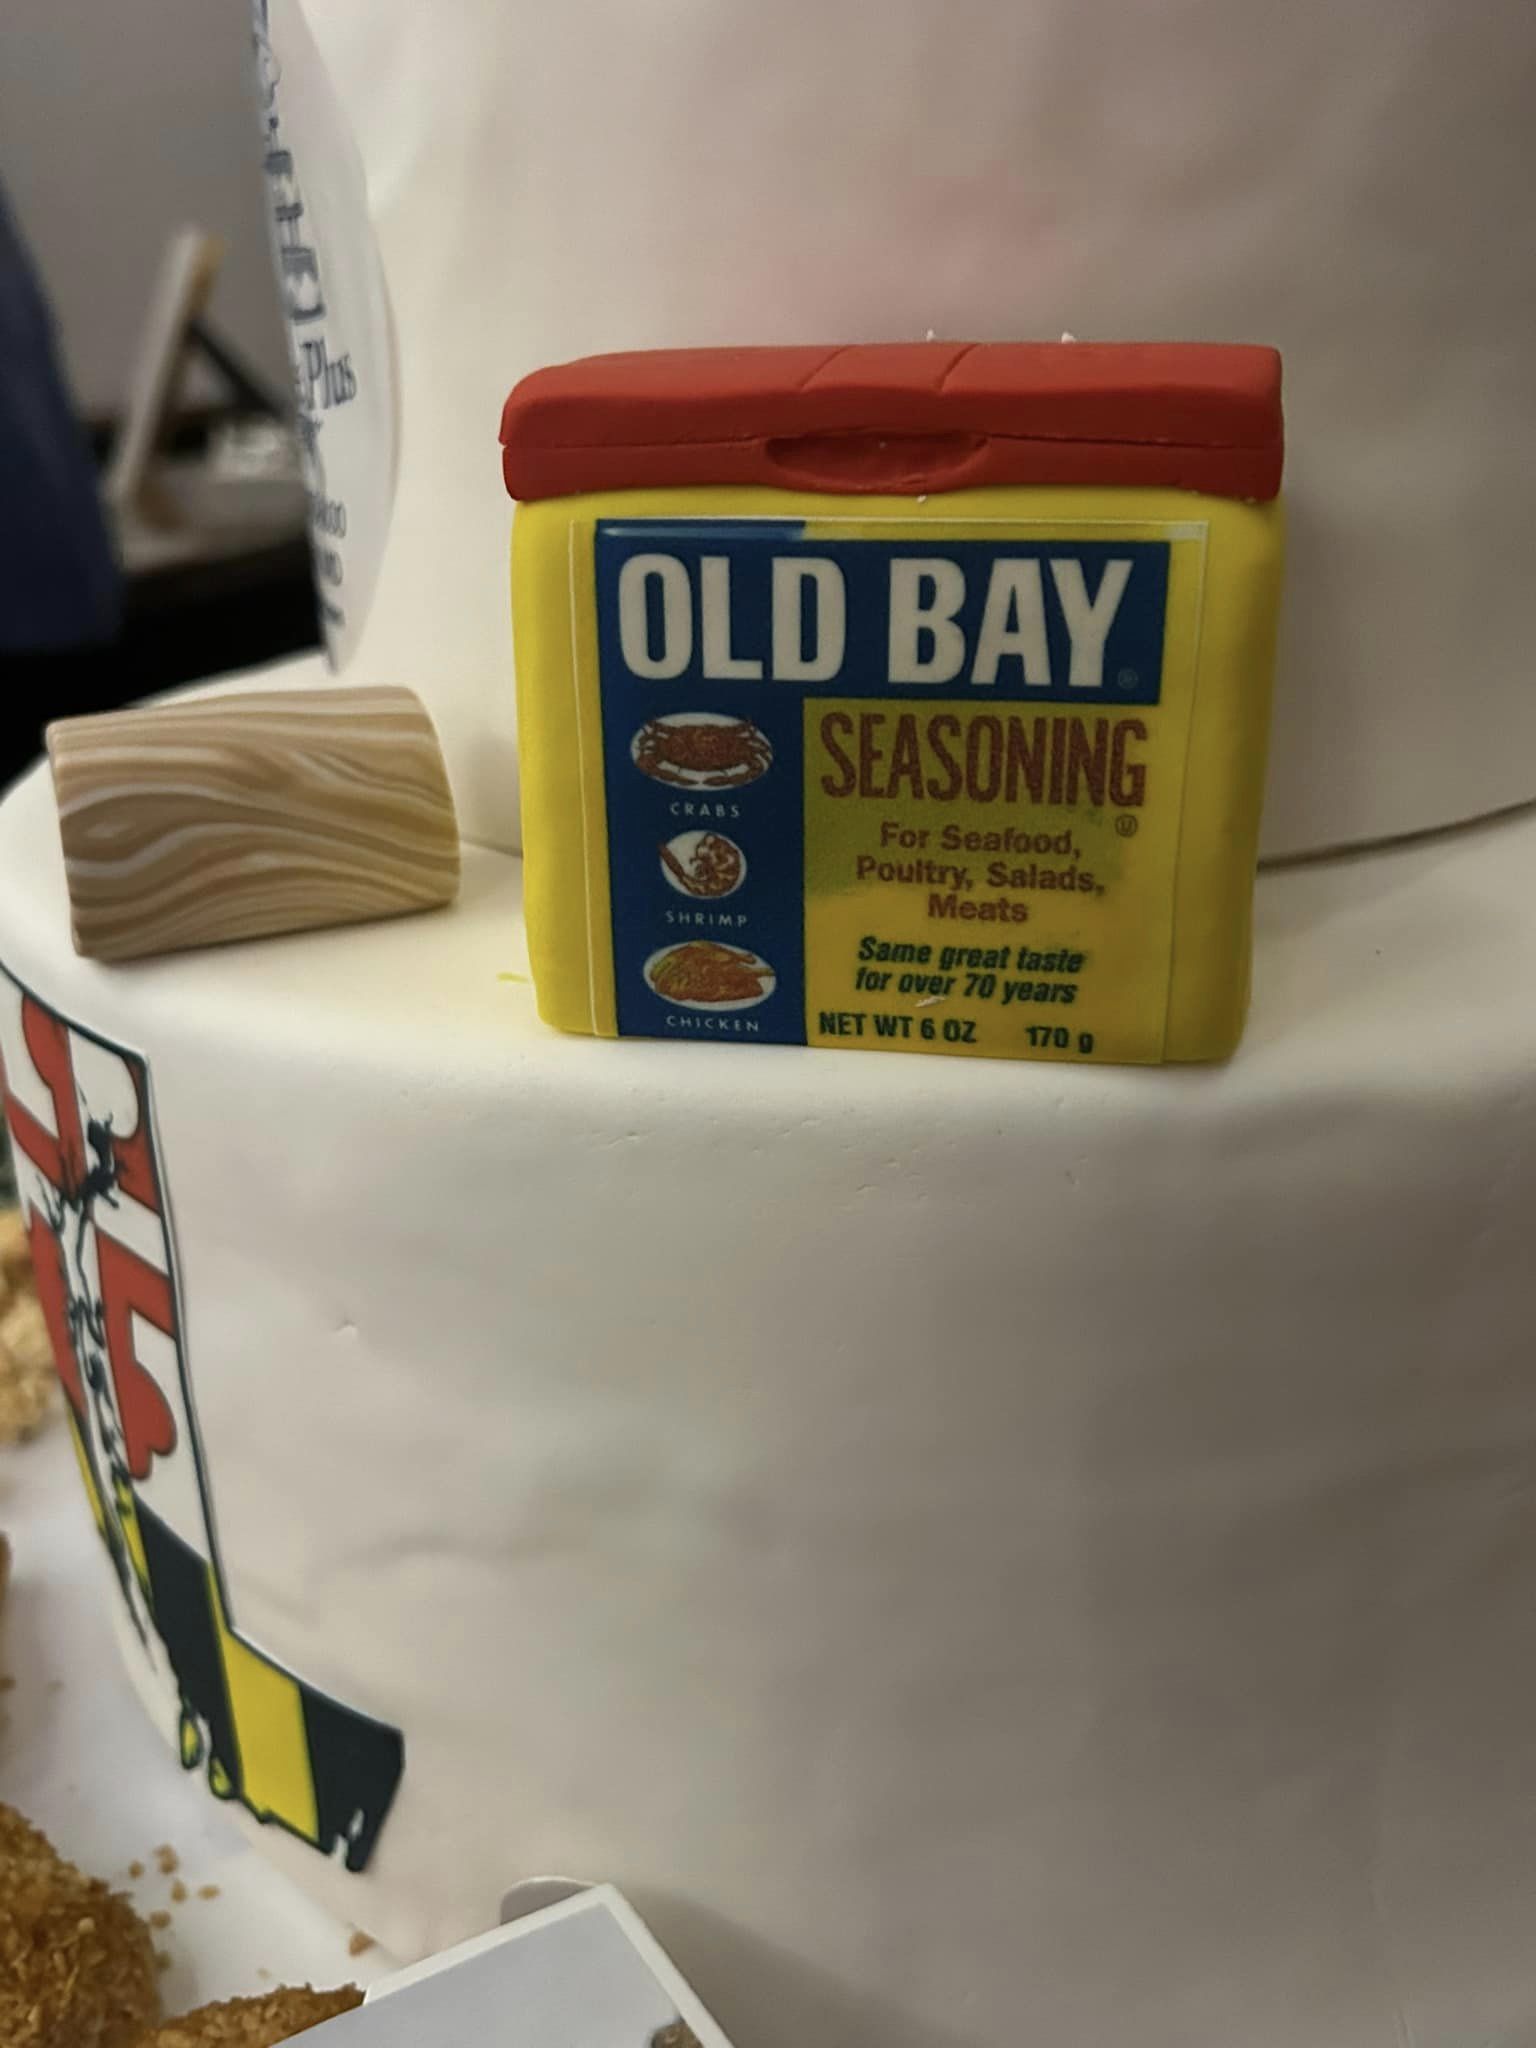 Plus
OLD BAY
®
SEASONING
U
For Seafood,
Poultry, Salads,
Meats
Same great taste
for over 70 years
NET WT 6 OZ 170 g
CRABS
SHRIMP
CHICKEN